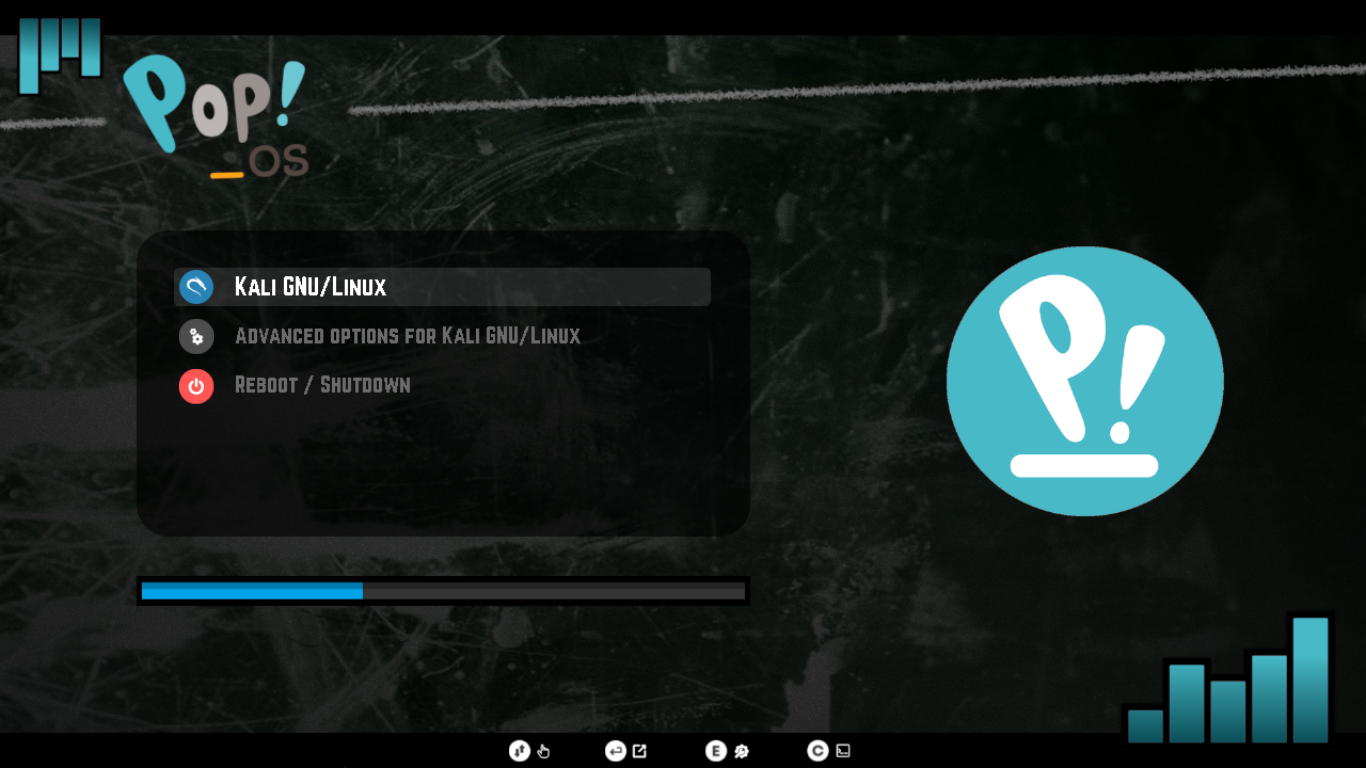 Pop!
_OS
Kali GNU/Linux
Advanced options for Kali GNU/Linux
Reboot / Shutdown
P!
E
C